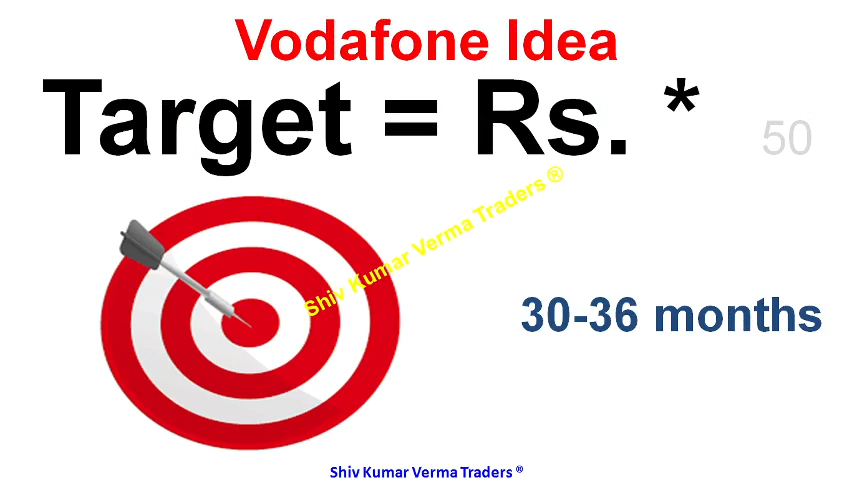 Vodafone Idea
Target = Rs. *
50
Shiv Kumar Verma Traders ®
30-36 months
Shiv Kumar Verma Traders ®